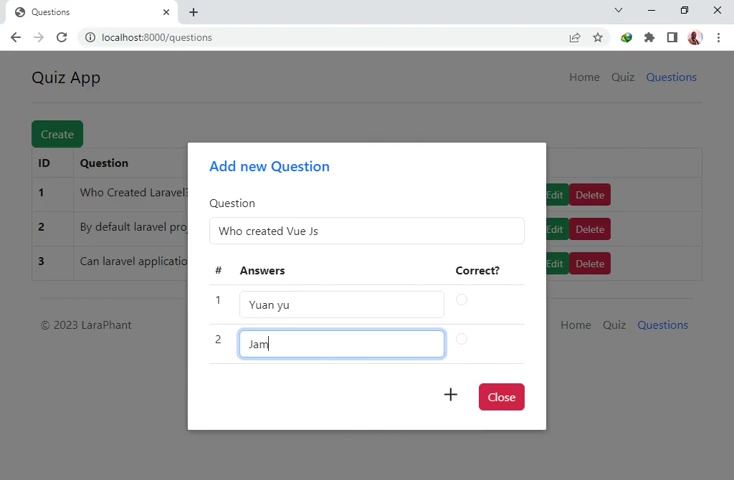 Questions
localhost:8000/questions
Quiz App
Home Quiz Questions
Create
ID Question
1 Who Created Laravel? Edit Delete
2 By default laravel proj Edit Delete
3 Can laravel applicatio Edit Delete
© 2023 LaraPhant
Home Quiz Questions
Add new Question
Question
Who created Vue Js
# Answers Correct?
1 Yuan yu
2 Jam
+ Close